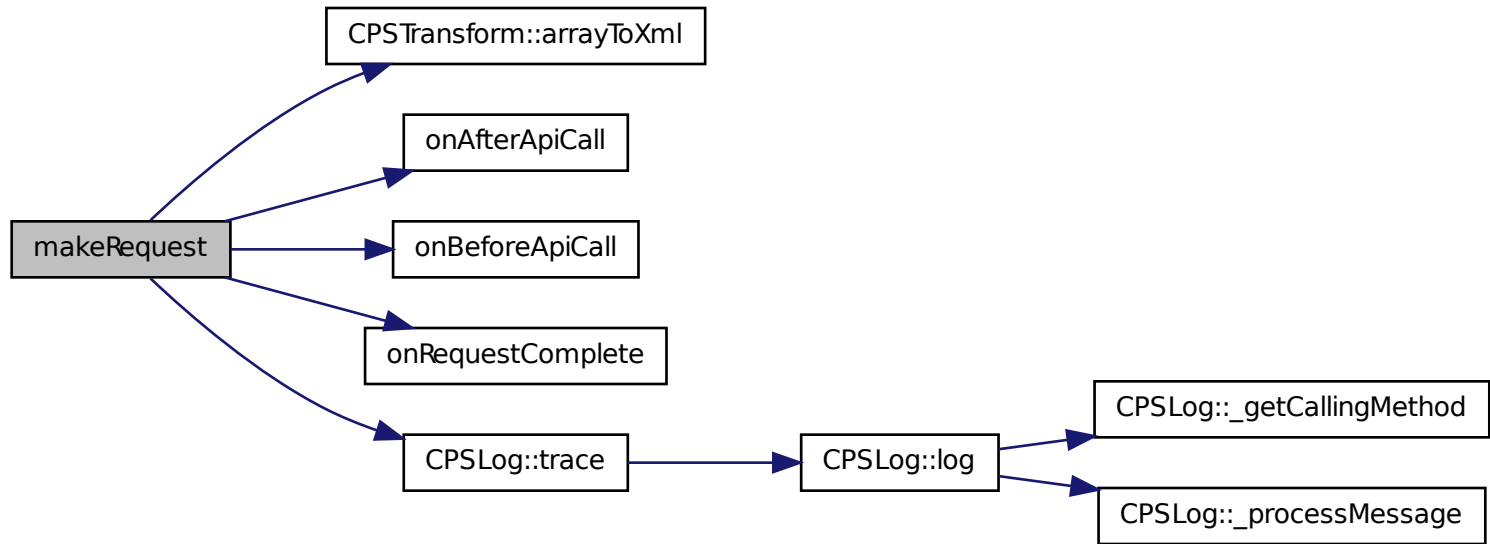 CPSTransform::arrayToXml
onAfterApiCall
makeRequest
onBeforeApiCall
onRequestComplete
CPSLog::_getCallingMethod
CPSLog::trace
CPSLog::log
CPSLog::_processMessage